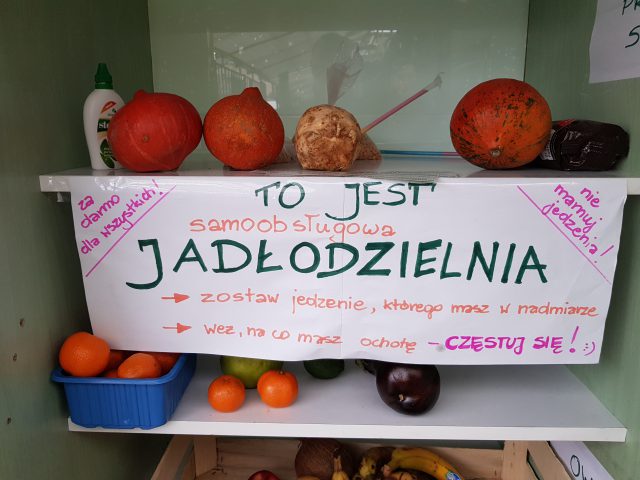 za darmo dla wszystkich!
TO JEST
nie marnuj jedzenia!
samoobsługowa
JADŁODZIELNIA
→ zostaw jedzenie, którego masz w nadmiarze
→ weź, na co masz ochotę - CZĘSTUJ SIĘ! :)